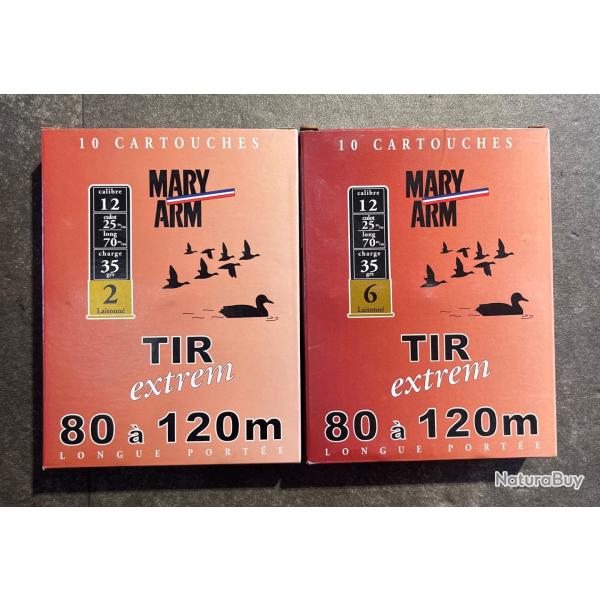 10 CARTOUCHES
MARY
ARM
calibre
12
culot
25 m/m
long
70 m/m
charge
35
grs
2
Laitonné
TIR
extrem
80 à 120m
LONGUE PORTÉE
10 CARTOUCHES
MARY
ARM
calibre
12
culot
25 m/m
long
70 m/m
charge
35
grs
6
Laitonné
TIR
extrem
80 à 120m
LONGUE PORTÉE
NaturaBuy